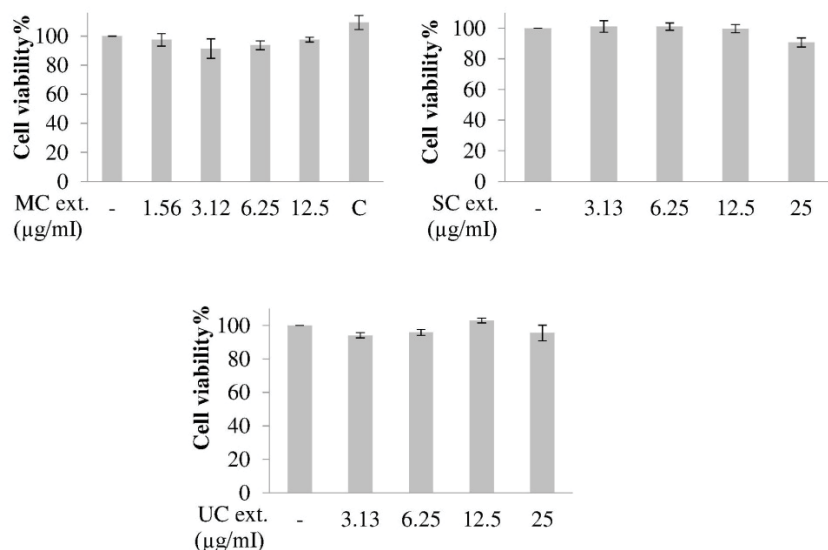 Cell viability%
100
80
60
40
20
0
MC ext.
(µg/ml)
- 1.56 3.12 6.25 12.5 C
Cell viability%
100
80
60
40
20
0
SC ext.
(µg/ml)
- 3.13 6.25 12.5 25
Cell viability%
100
80
60
40
20
0
UC ext.
(µg/ml)
- 3.13 6.25 12.5 25